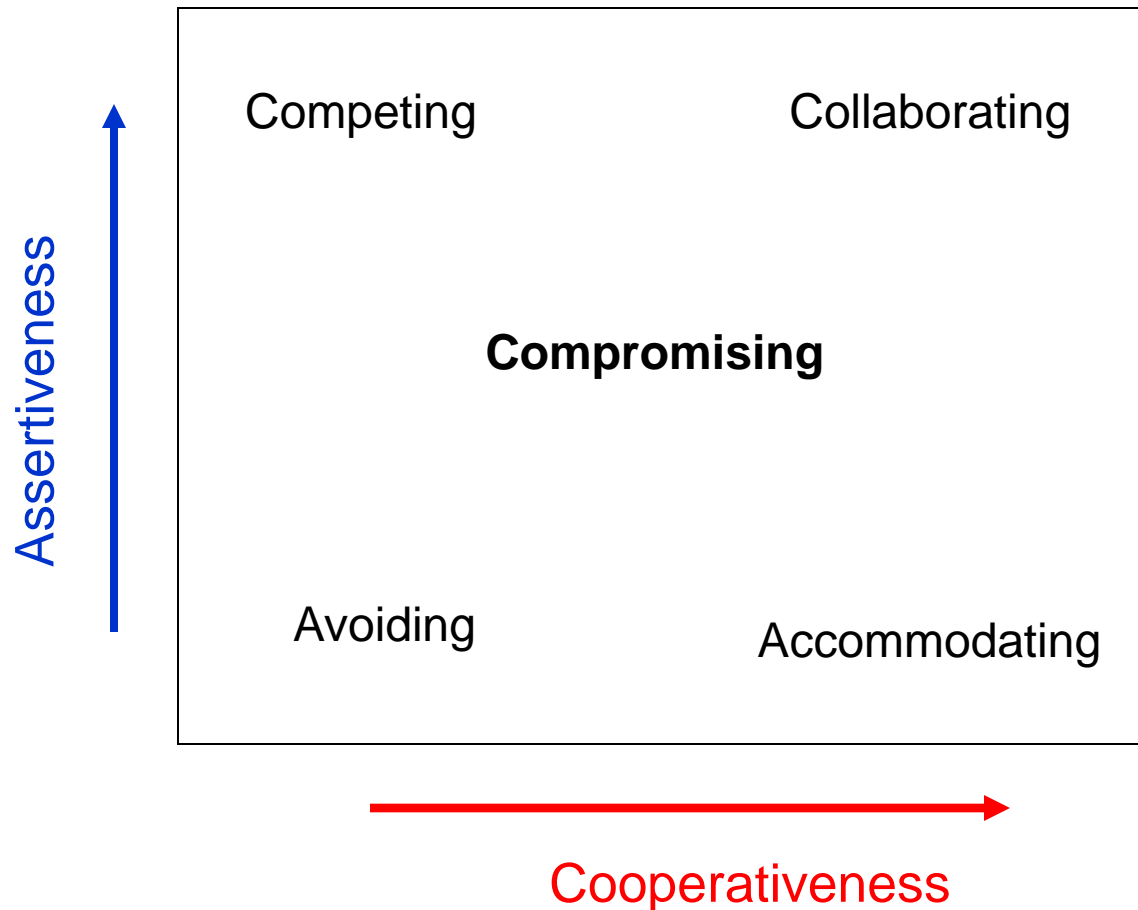 Competing
Collaborating
Assertiveness
Compromising
Avoiding
Accommodating
Cooperativeness